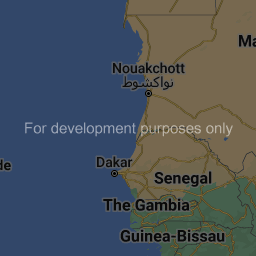 Ma
Nouakchott
نواكشوط
For development purposes only
de
Dakar
Senegal
The Gambia
Guinea-Bissau